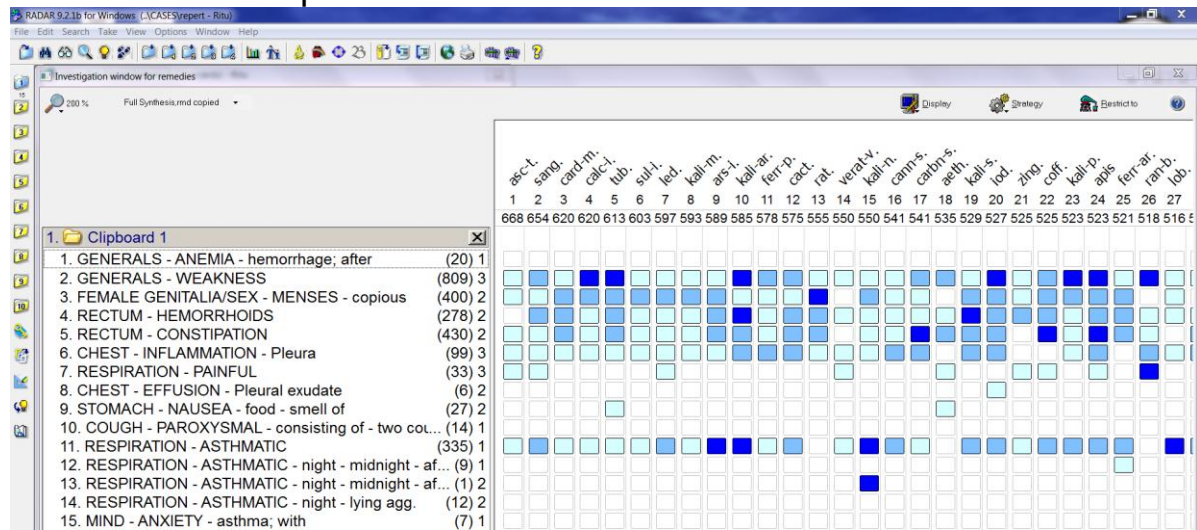 RADAR 9.2.1b for Windows (..\CASES\repert - Ritu)
File Edit Search Take View Options Window Help
Investigation window for remedies
280 % Full Synthesis,rmd copied Display Strategy Restrict to
asc-t. sang. card-m. calc-i. tub. sul-i. led. kali-m. ars-i. kali-ar. ferr-p. cact. rat. verat-v. kali-n. cann-s. carbn-s. aeth. kali-s. iod. zing. coff. kali-p. apis ferr-ar. ran-b. lob.
1 2 3 4 5 6 7 8 9 10 11 12 13 14 15 16 17 18 19 20 21 22 23 24 25 26 27
668 654 620 620 613 603 597 593 589 585 578 575 555 550 550 541 541 535 529 527 525 525 523 523 521 518 516 5
1. Clipboard 1 X
1. GENERALS - ANEMIA - hemorrhage; after (20) 1
2. GENERALS - WEAKNESS (809) 3
3. FEMALE GENITALIA/SEX - MENSES - copious (400) 2
4. RECTUM - HEMORRHOIDS (278) 2
5. RECTUM - CONSTIPATION (430) 2
6. CHEST - INFLAMMATION - Pleura (99) 3
7. RESPIRATION - PAINFUL (33) 3
8. CHEST - EFFUSION - Pleural exudate (6) 2
9. STOMACH - NAUSEA - food - smell of (27) 2
10. COUGH - PAROXYSMAL - consisting of - two cou... (14) 1
11. RESPIRATION - ASTHMATIC (335) 1
12. RESPIRATION - ASTHMATIC - night - midnight - af... (9) 1
13. RESPIRATION - ASTHMATIC - night - midnight - af... (1) 2
14. RESPIRATION - ASTHMATIC - night - lying agg. (12) 2
15. MIND - ANXIETY - asthma; with (7) 1